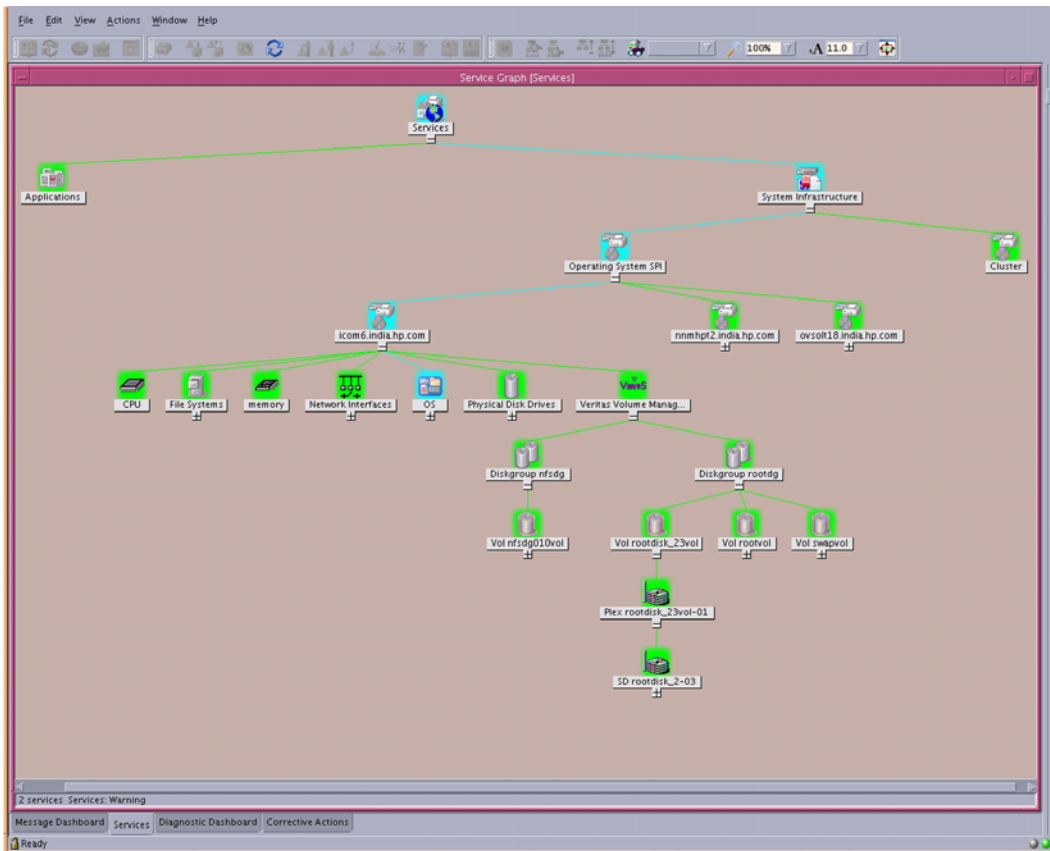 File Edit View Actions Window Help
100% A 11.0
Service Graph [Services]
Services
Applications
System Infrastructure
Operating System SPI
Cluster
icom6.india.hp.com
nnmhpt2.india.hp.com
ovsolt18.india.hp.com
CPU
File Systems
memory
Network Interfaces
OS
Physical Disk Drives
Veritas Volume Manag...
Diskgroup nfsdg
Diskgroup rootdg
Vol nfsdg010vol
Vol rootdisk_23vol
Vol rootvol
Vol swapvol
Plex rootdisk_23vol-01
SD rootdisk_2-03
2 services Services: Warning
Message Dashboard Services Diagnostic Dashboard Corrective Actions
Ready